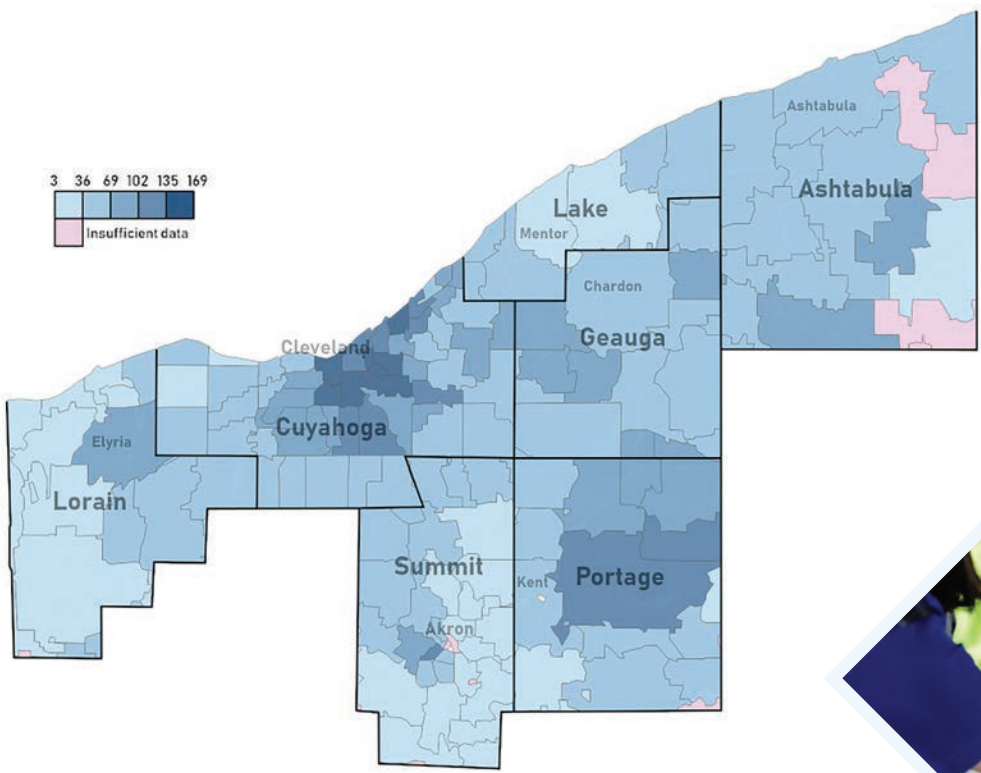 Ashtabula
3 36 69 102 135 169
Ashtabula
Insufficient data
Lake
Mentor
Chardon
Geauga
Cleveland
Cuyahoga
Elyria
Lorain
Summit
Kent
Portage
Akron